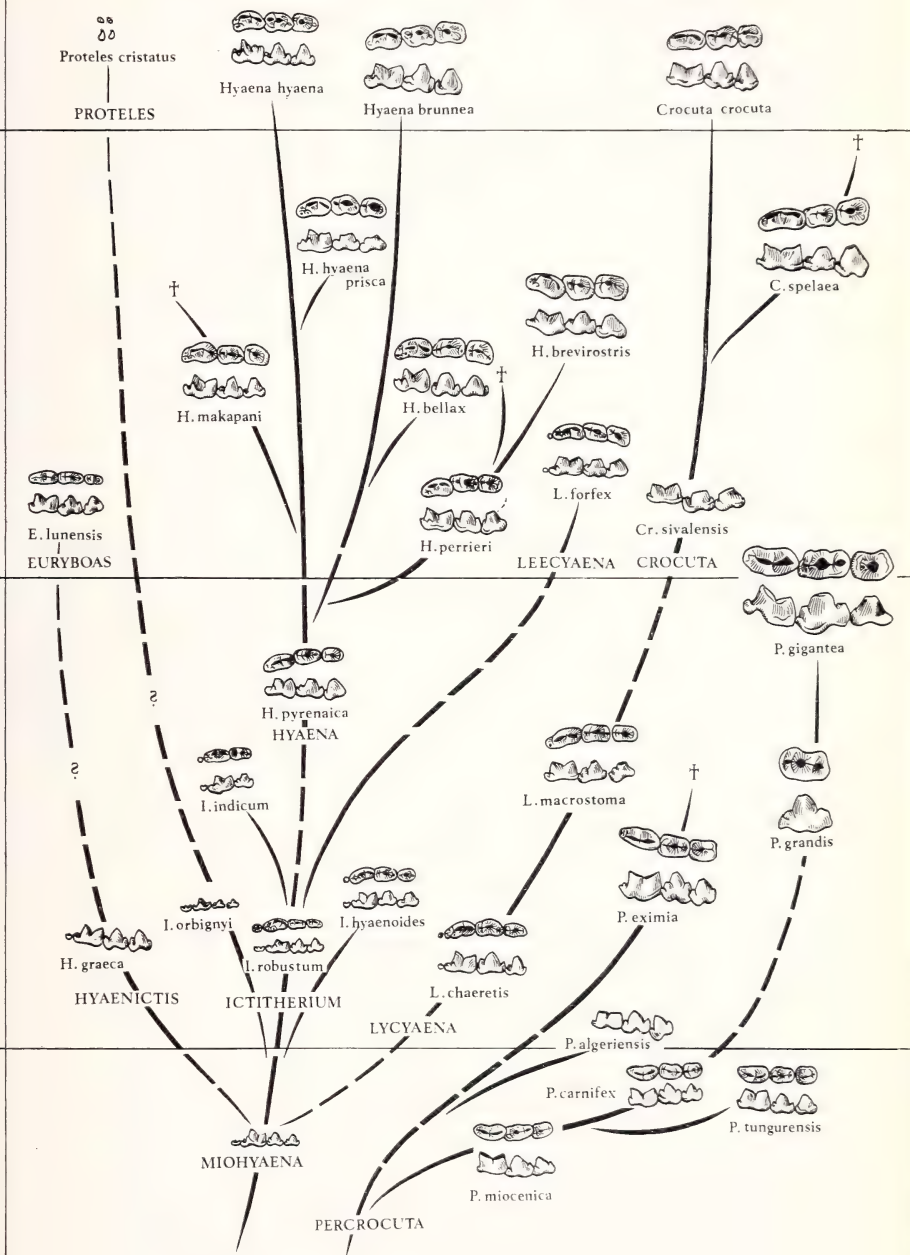 Proteles cristatus
PROTELES
Hyaena hyaena
Hyaena brunnea
Crocuta crocuta
†
C. spelaea
H. hyaena
prisca
†
H. brevirostris
H. makapani
H. bellax
†
L. forfex
E. lunensis
EURYBOAS
H. perrieri
Cr. sivalensis
LEECYAENA
CROCUTA
P. gigantea
H. pyrenaica
HYAENA
?
?
I. indicum
L. macrostoma
†
P. grandis
I. orbignyi
I. hyaenoides
P. eximia
H. graeca
I. robustum
L. chaeretis
HYAENICTIS
ICTITHERIUM
LYCYAENA
P. algeriensis
P. carnifex
P. tungurensis
MIOHYAENA
P. miocenica
PERCROCUTA